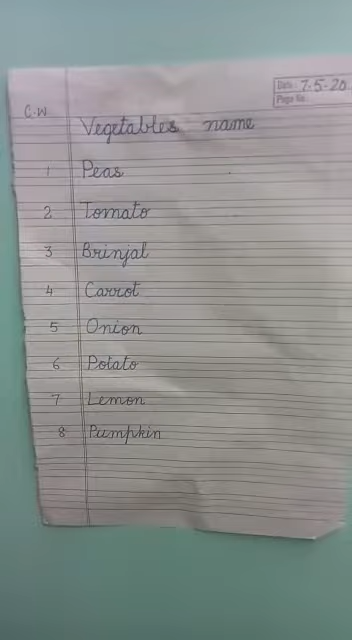 Date: 7-5-20
Page No.
C.W
Vegetables name
1 Peas
2 Tomato
3 Brinjal
4 Carrot
5 Onion
6 Potato
7 Lemon
8 Pumpkin